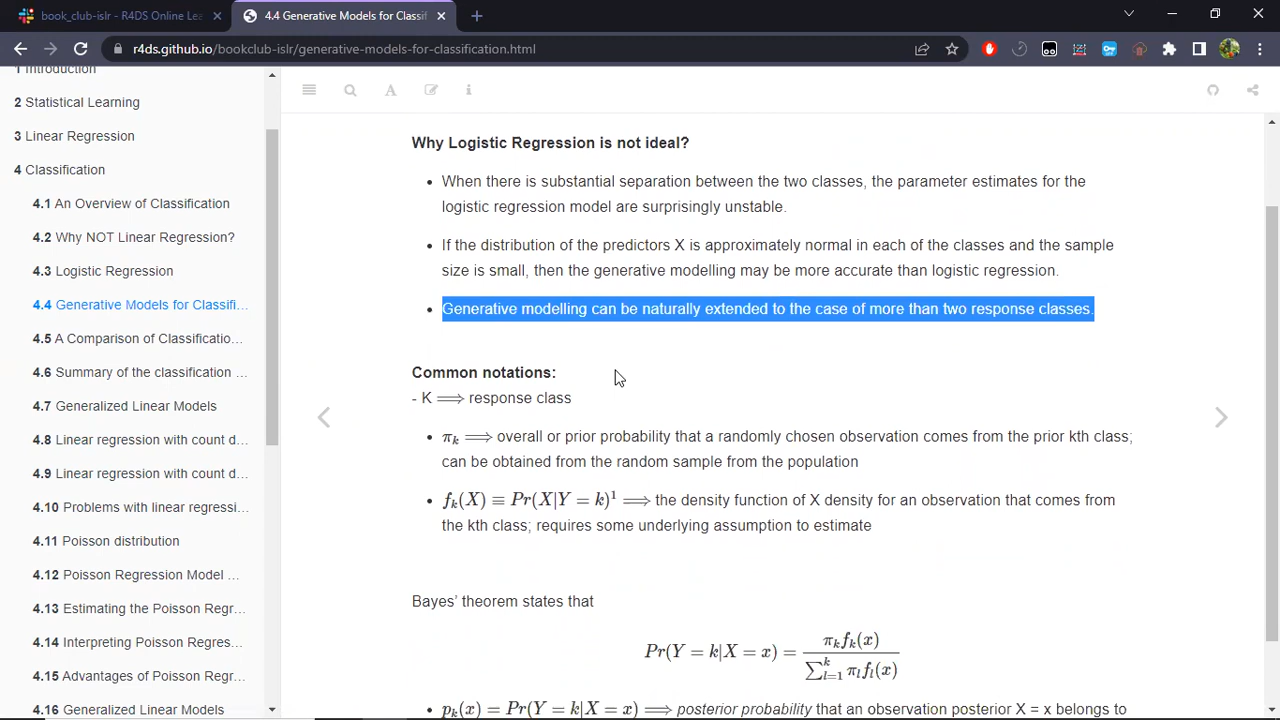 book_club-islr - R4DS Online Lea
4.4 Generative Models for Classif
r4ds.github.io/bookclub-islr/generative-models-for-classification.html
1 Introduction
2 Statistical Learning
3 Linear Regression
4 Classification
4.1 An Overview of Classification
4.2 Why NOT Linear Regression?
4.3 Logistic Regression
4.4 Generative Models for Classifi…
4.5 A Comparison of Classificatio…
4.6 Summary of the classification …
4.7 Generalized Linear Models
4.8 Linear regression with count d…
4.9 Linear regression with count d…
4.10 Problems with linear regressi…
4.11 Poisson distribution
4.12 Poisson Regression Model …
4.13 Estimating the Poisson Regr…
4.14 Interpreting Poisson Regres…
4.15 Advantages of Poisson Regr…
4.16 Generalized Linear Models
Why Logistic Regression is not ideal?
• When there is substantial separation between the two classes, the parameter estimates for the
logistic regression model are surprisingly unstable.
• If the distribution of the predictors X is approximately normal in each of the classes and the sample
size is small, then the generative modelling may be more accurate than logistic regression.
• Generative modelling can be naturally extended to the case of more than two response classes.
Common notations:
- K ⟹ response class
• πk ⟹ overall or prior probability that a randomly chosen observation comes from the prior kth class;
can be obtained from the random sample from the population
• fk(X) ≡ Pr(X|Y = k)¹ ⟹ the density function of X density for an observation that comes from
the kth class; requires some underlying assumption to estimate
Bayes' theorem states that
Pr(Y = k|X = x) = πkfk(x) / ∑ᵏl=1 πlfl(x)
• pk(x) = Pr(Y = k|X = x) ⟹ posterior probability that an observation posterior X = x belongs to